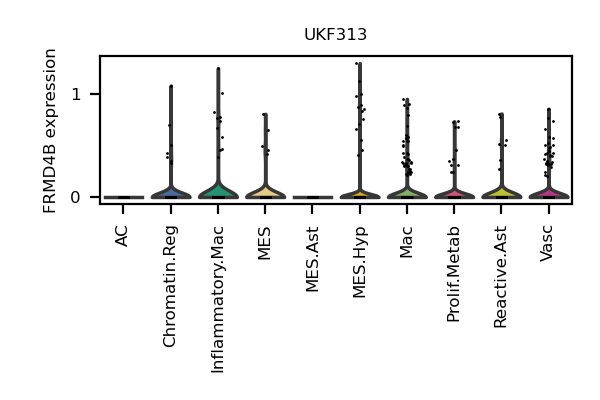 UKF313
FRMD4B expression
1
0
AC
Chromatin.Reg
Inflammatory.Mac
MES
MES.Ast
MES.Hyp
Mac
Prolif.Metab
Reactive.Ast
Vasc